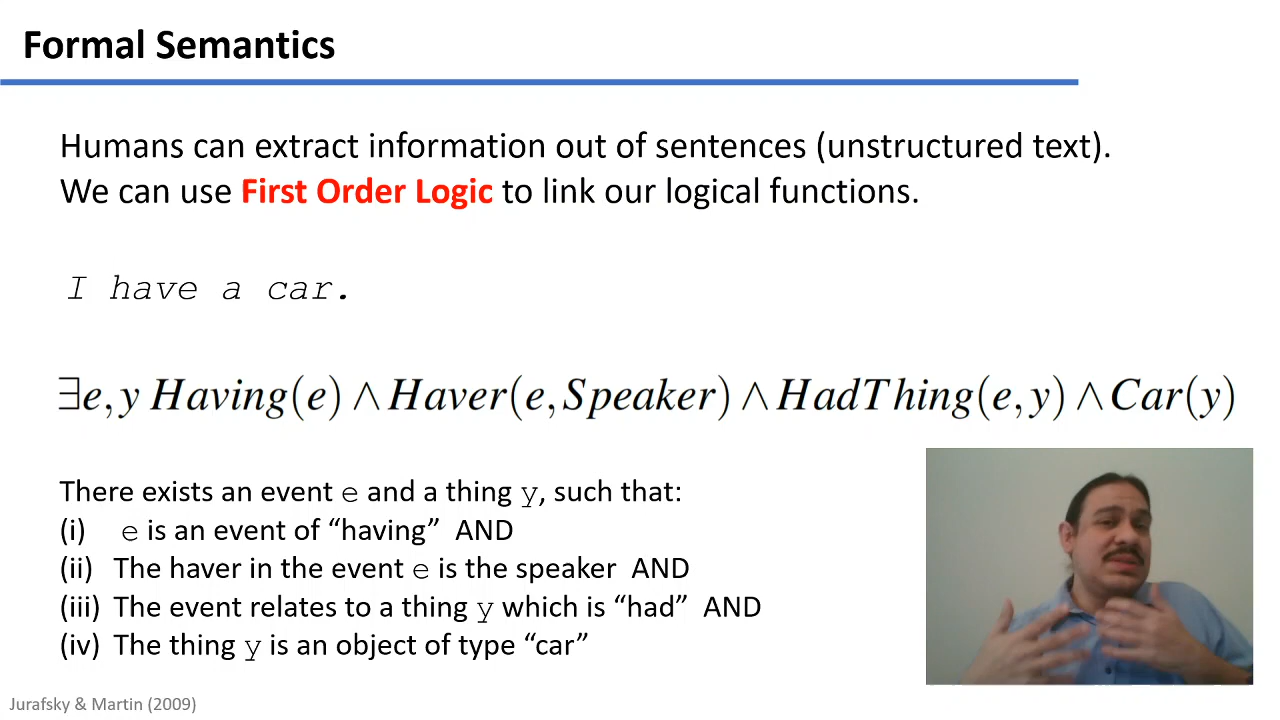 Formal Semantics
Humans can extract information out of sentences (unstructured text).
We can use First Order Logic to link our logical functions.
I have a car.
∃e,y Having(e) ∧ Haver(e,Speaker) ∧ HadThing(e,y) ∧ Car(y)
There exists an event e and a thing y, such that:
(i) e is an event of “having” AND
(ii) The haver in the event e is the speaker AND
(iii) The event relates to a thing y which is “had” AND
(iv) The thing y is an object of type “car”
Jurafsky & Martin (2009)